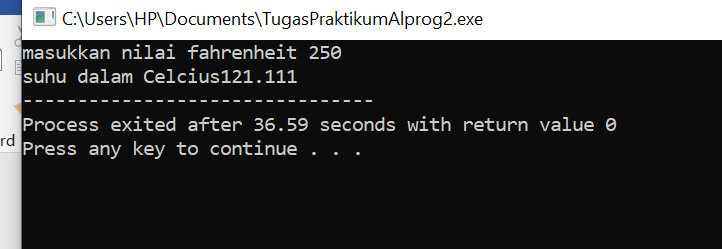 C:\Users\HP\Documents\TugasPraktikumAlprog2.exe
masukkan nilai fahrenheit 250
suhu dalam Celcius121.111
--------------------------------
Process exited after 36.59 seconds with return value 0
rd
Press any key to continue . . .